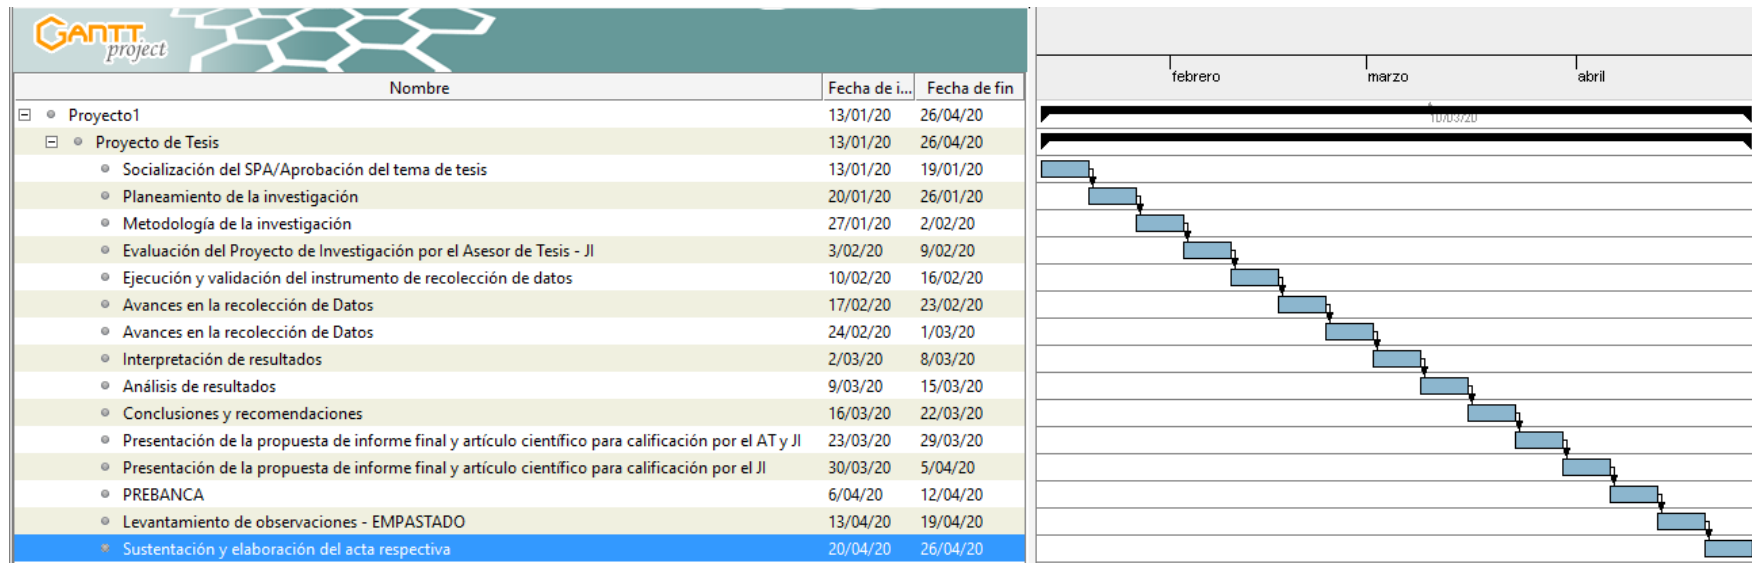 GANTT
project
febrero marzo abril
Nombre Fecha de i... Fecha de fin
Proyecto1 13/01/20 26/04/20
10/03/20
Proyecto de Tesis 13/01/20 26/04/20
Socialización del SPA/Aprobación del tema de tesis 13/01/20 19/01/20
Planeamiento de la investigación 20/01/20 26/01/20
Metodología de la investigación 27/01/20 2/02/20
Evaluación del Proyecto de Investigación por el Asesor de Tesis - JI 3/02/20 9/02/20
Ejecución y validación del instrumento de recolección de datos 10/02/20 16/02/20
Avances en la recolección de Datos 17/02/20 23/02/20
Avances en la recolección de Datos 24/02/20 1/03/20
Interpretación de resultados 2/03/20 8/03/20
Análisis de resultados 9/03/20 15/03/20
Conclusiones y recomendaciones 16/03/20 22/03/20
Presentación de la propuesta de informe final y artículo científico para calificación por el AT y JI 23/03/20 29/03/20
Presentación de la propuesta de informe final y artículo científico para calificación por el JI 30/03/20 5/04/20
PREBANCA 6/04/20 12/04/20
Levantamiento de observaciones - EMPASTADO 13/04/20 19/04/20
Sustentación y elaboración del acta respectiva 20/04/20 26/04/20